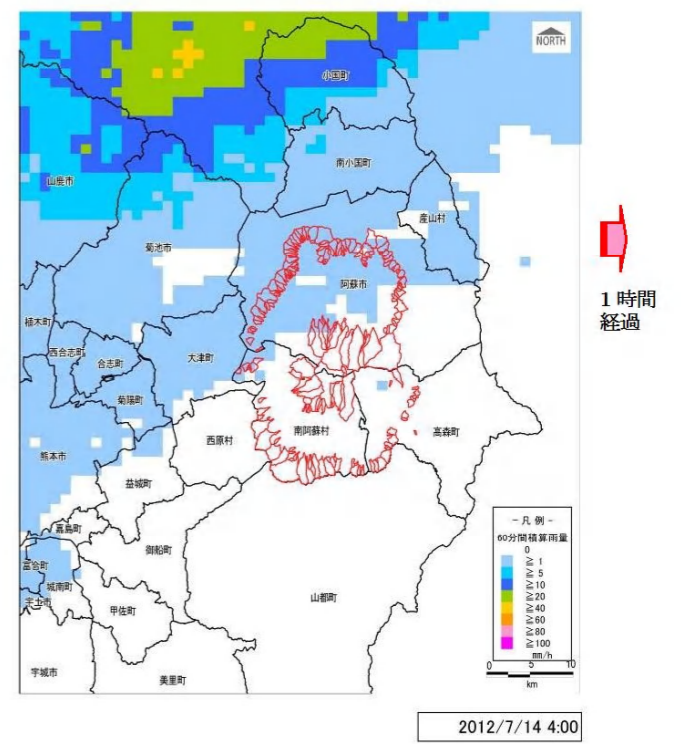 NORTH
小国町
南小国町
山鹿市
産山村
菊池市
阿蘇市
植木町
西合志町
合志町
大津町
菊陽町
南阿蘇村
高森町
西原村
熊本市
益城町
嘉島町
御船町
富合町
城南町
宇土市
甲佐町
山都町
宇城市
美里町
1時間
経過
- 凡 例 -
60分間積算雨量
0
≧ 1
≧ 5
≧10
≧20
≧40
≧60
≧80
≧100
mm/h
0 5 10
km
2012/7/14 4:00